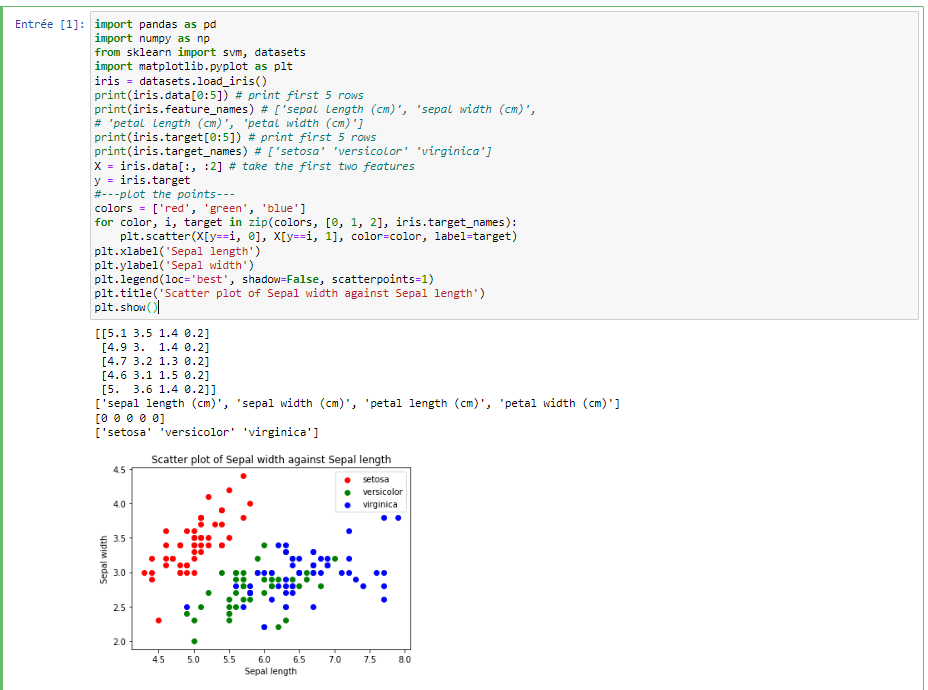 Entrée [1]: import pandas as pd
import numpy as np
from sklearn import svm, datasets
import matplotlib.pyplot as plt
iris = datasets.load_iris()
print(iris.data[0:5]) # print first 5 rows
print(iris.feature_names) # ['sepal length (cm)', 'sepal width (cm)',
# 'petal length (cm)', 'petal width (cm)']
print(iris.target[0:5]) # print first 5 rows
print(iris.target_names) # ['setosa' 'versicolor' 'virginica']
X = iris.data[:, :2] # take the first two features
y = iris.target
#---plot the points---
colors = ['red', 'green', 'blue']
for color, i, target in zip(colors, [0, 1, 2], iris.target_names):
    plt.scatter(X[y==i, 0], X[y==i, 1], color=color, label=target)
plt.xlabel('Sepal length')
plt.ylabel('Sepal width')
plt.legend(loc='best', shadow=False, scatterpoints=1)
plt.title('Scatter plot of Sepal width against Sepal length')
plt.show()
[[5.1 3.5 1.4 0.2]
 [4.9 3.  1.4 0.2]
 [4.7 3.2 1.3 0.2]
 [4.6 3.1 1.5 0.2]
 [5.  3.6 1.4 0.2]]
['sepal length (cm)', 'sepal width (cm)', 'petal length (cm)', 'petal width (cm)']
[0 0 0 0 0]
['setosa' 'versicolor' 'virginica']
Scatter plot of Sepal width against Sepal length
setosa
versicolor
virginica
Sepal width
4.5
4.0
3.5
3.0
2.5
2.0
4.5 5.0 5.5 6.0 6.5 7.0 7.5 8.0
Sepal length